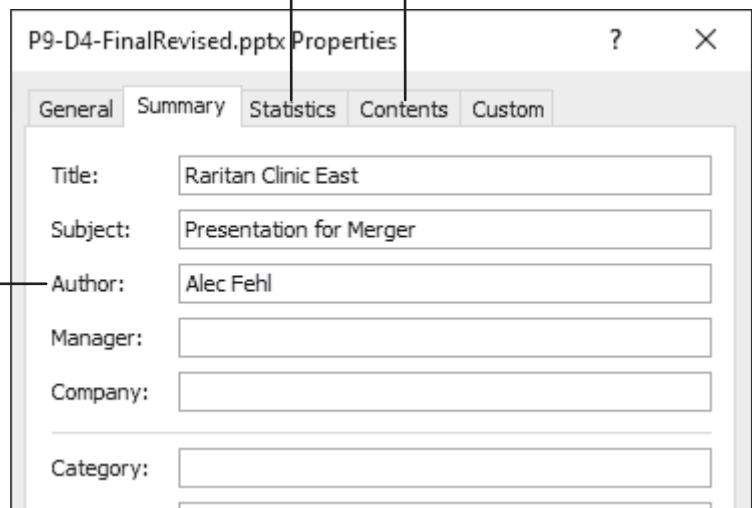 P9-D4-FinalRevised.pptx Properties ? ×
General Summary Statistics Contents Custom
Title: Raritan Clinic East
Subject: Presentation for Merger
Author: Alec Fehl
Manager:
Company:
Category: